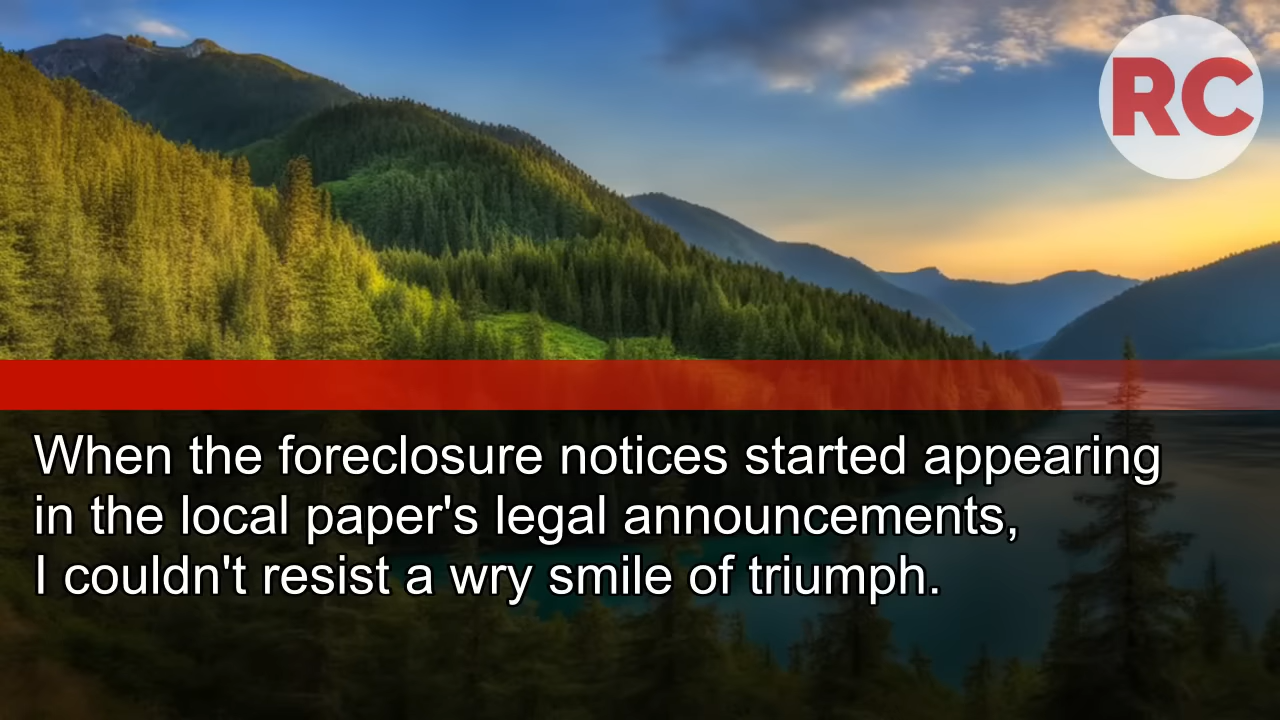 RC
When the foreclosure notices started appearing
in the local paper's legal announcements,
I couldn't resist a wry smile of triumph.